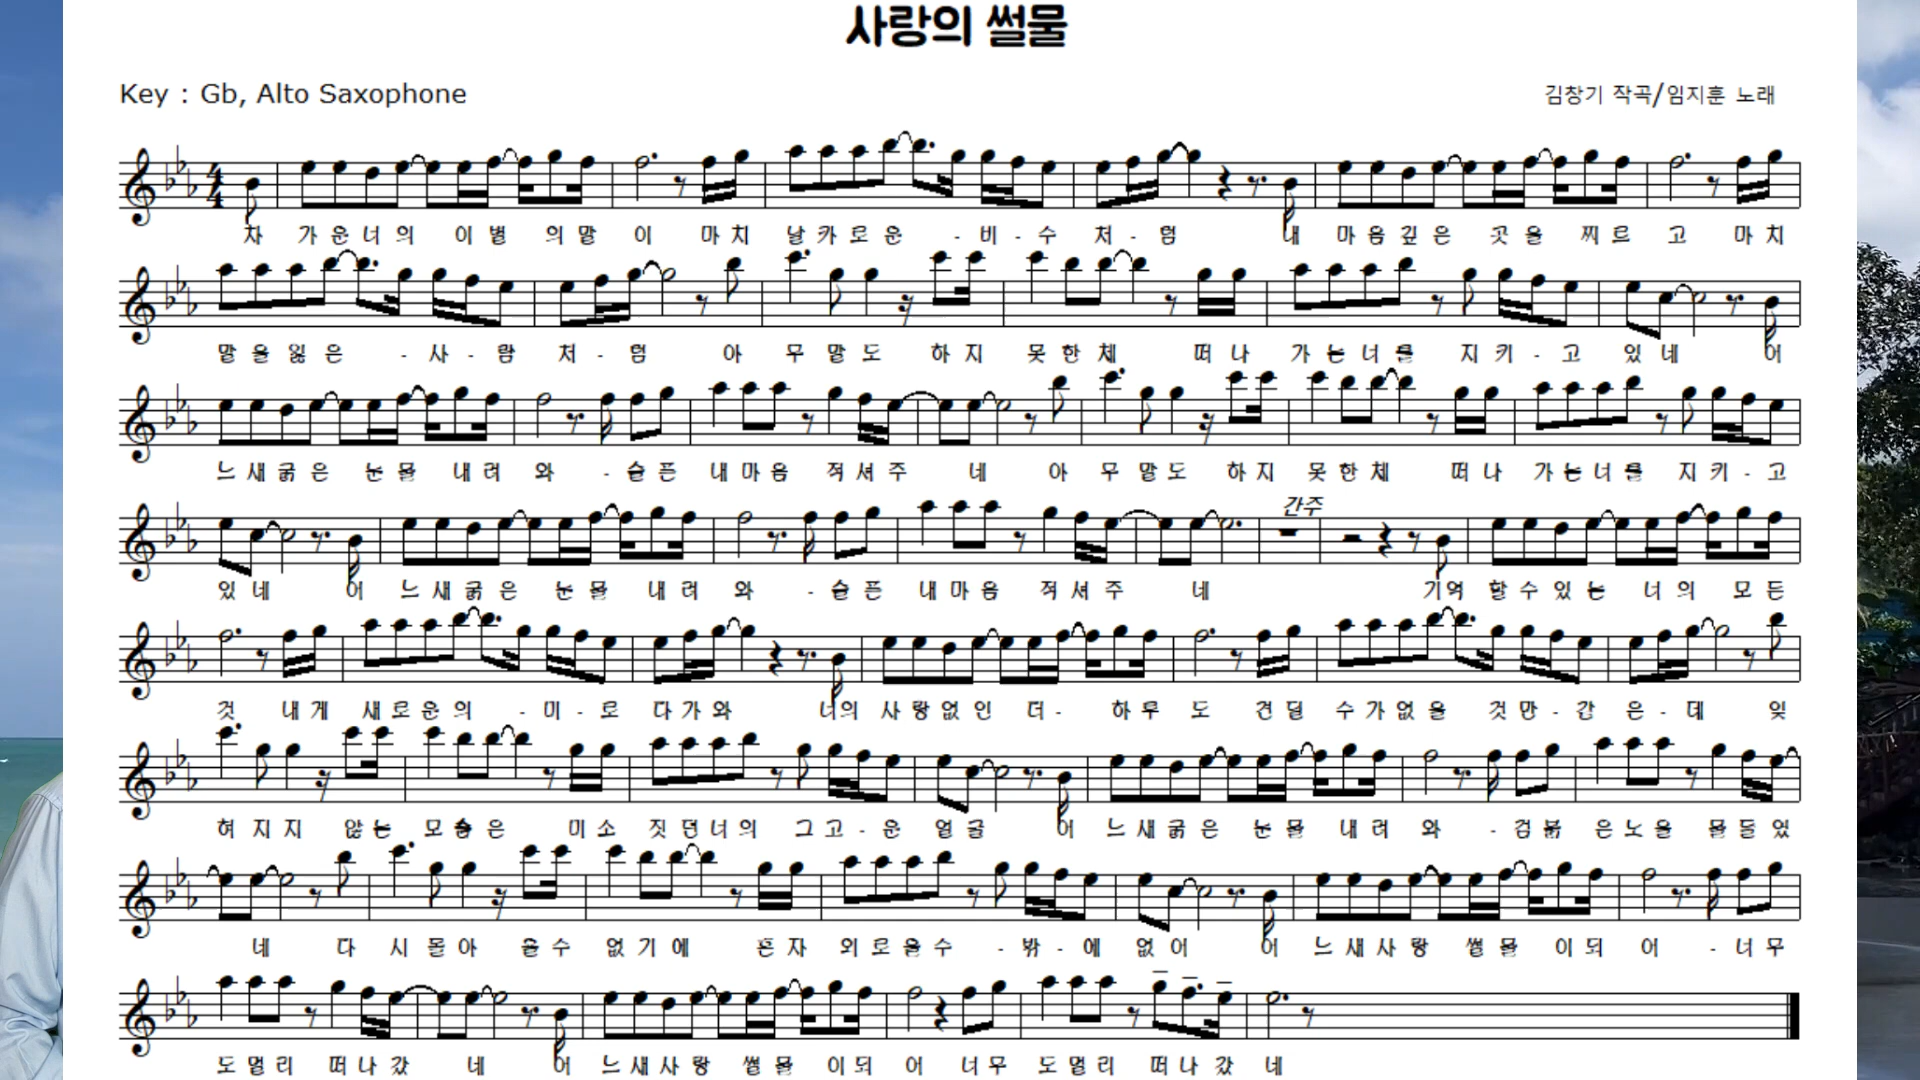 사랑의 썰물
Key : Gb, Alto Saxophone
김창기 작곡/임지훈 노래
차 가 운 너 의 이 별 의 말 이 마 치 날 카 로 운 - 비 - 수 처 - 럼 내 마 음 깊 은 곳 을 찌 르 고 마 치
말 을 잃 은 - 사 - 람 처 - 럼 아 무 말 도 하 지 못 한 채 떠 나 가 는 너 를 지 키 - 고 있 네 어
느 새 굵 은 눈 물 내 려 와 - 슬 픈 내 마 음 적 셔 주 네 아 무 말 도 하 지 못 한 채 떠 나 가 는 너 를 지 키 - 고
간주
있 네 어 느 새 굵 은 눈 물 내 려 와 - 슬 픈 내 마 음 적 셔 주 네 기억 할 수 있 는 너 의 모 든
것 내 게 새 로 운 의 - 미 - 로 다 가 와 너의 사 랑 없 인 더 - 하 루 도 견 딜 수 가 없 을 것 만 - 같 은 - 데 잊
혀 지 지 않 는 모 습 은 미 소 짓 던 너 의 그 고 - 운 얼 굴 어 느 새 굵 은 눈 물 내 려 와 - 검 붉 은 노 을 물 들 있
네 다 시 돌 아 올 수 없 기 에 혼 자 외 로 울 수 - 밖 - 에 없 어 어 느 새 사 랑 썰 물 이 되 어 - 너 무
도 멀 리 떠 나 갔 네 어 느 새 사 랑 썰 물 이 되 어 너 무 도 멀 리 떠 나 갔 네